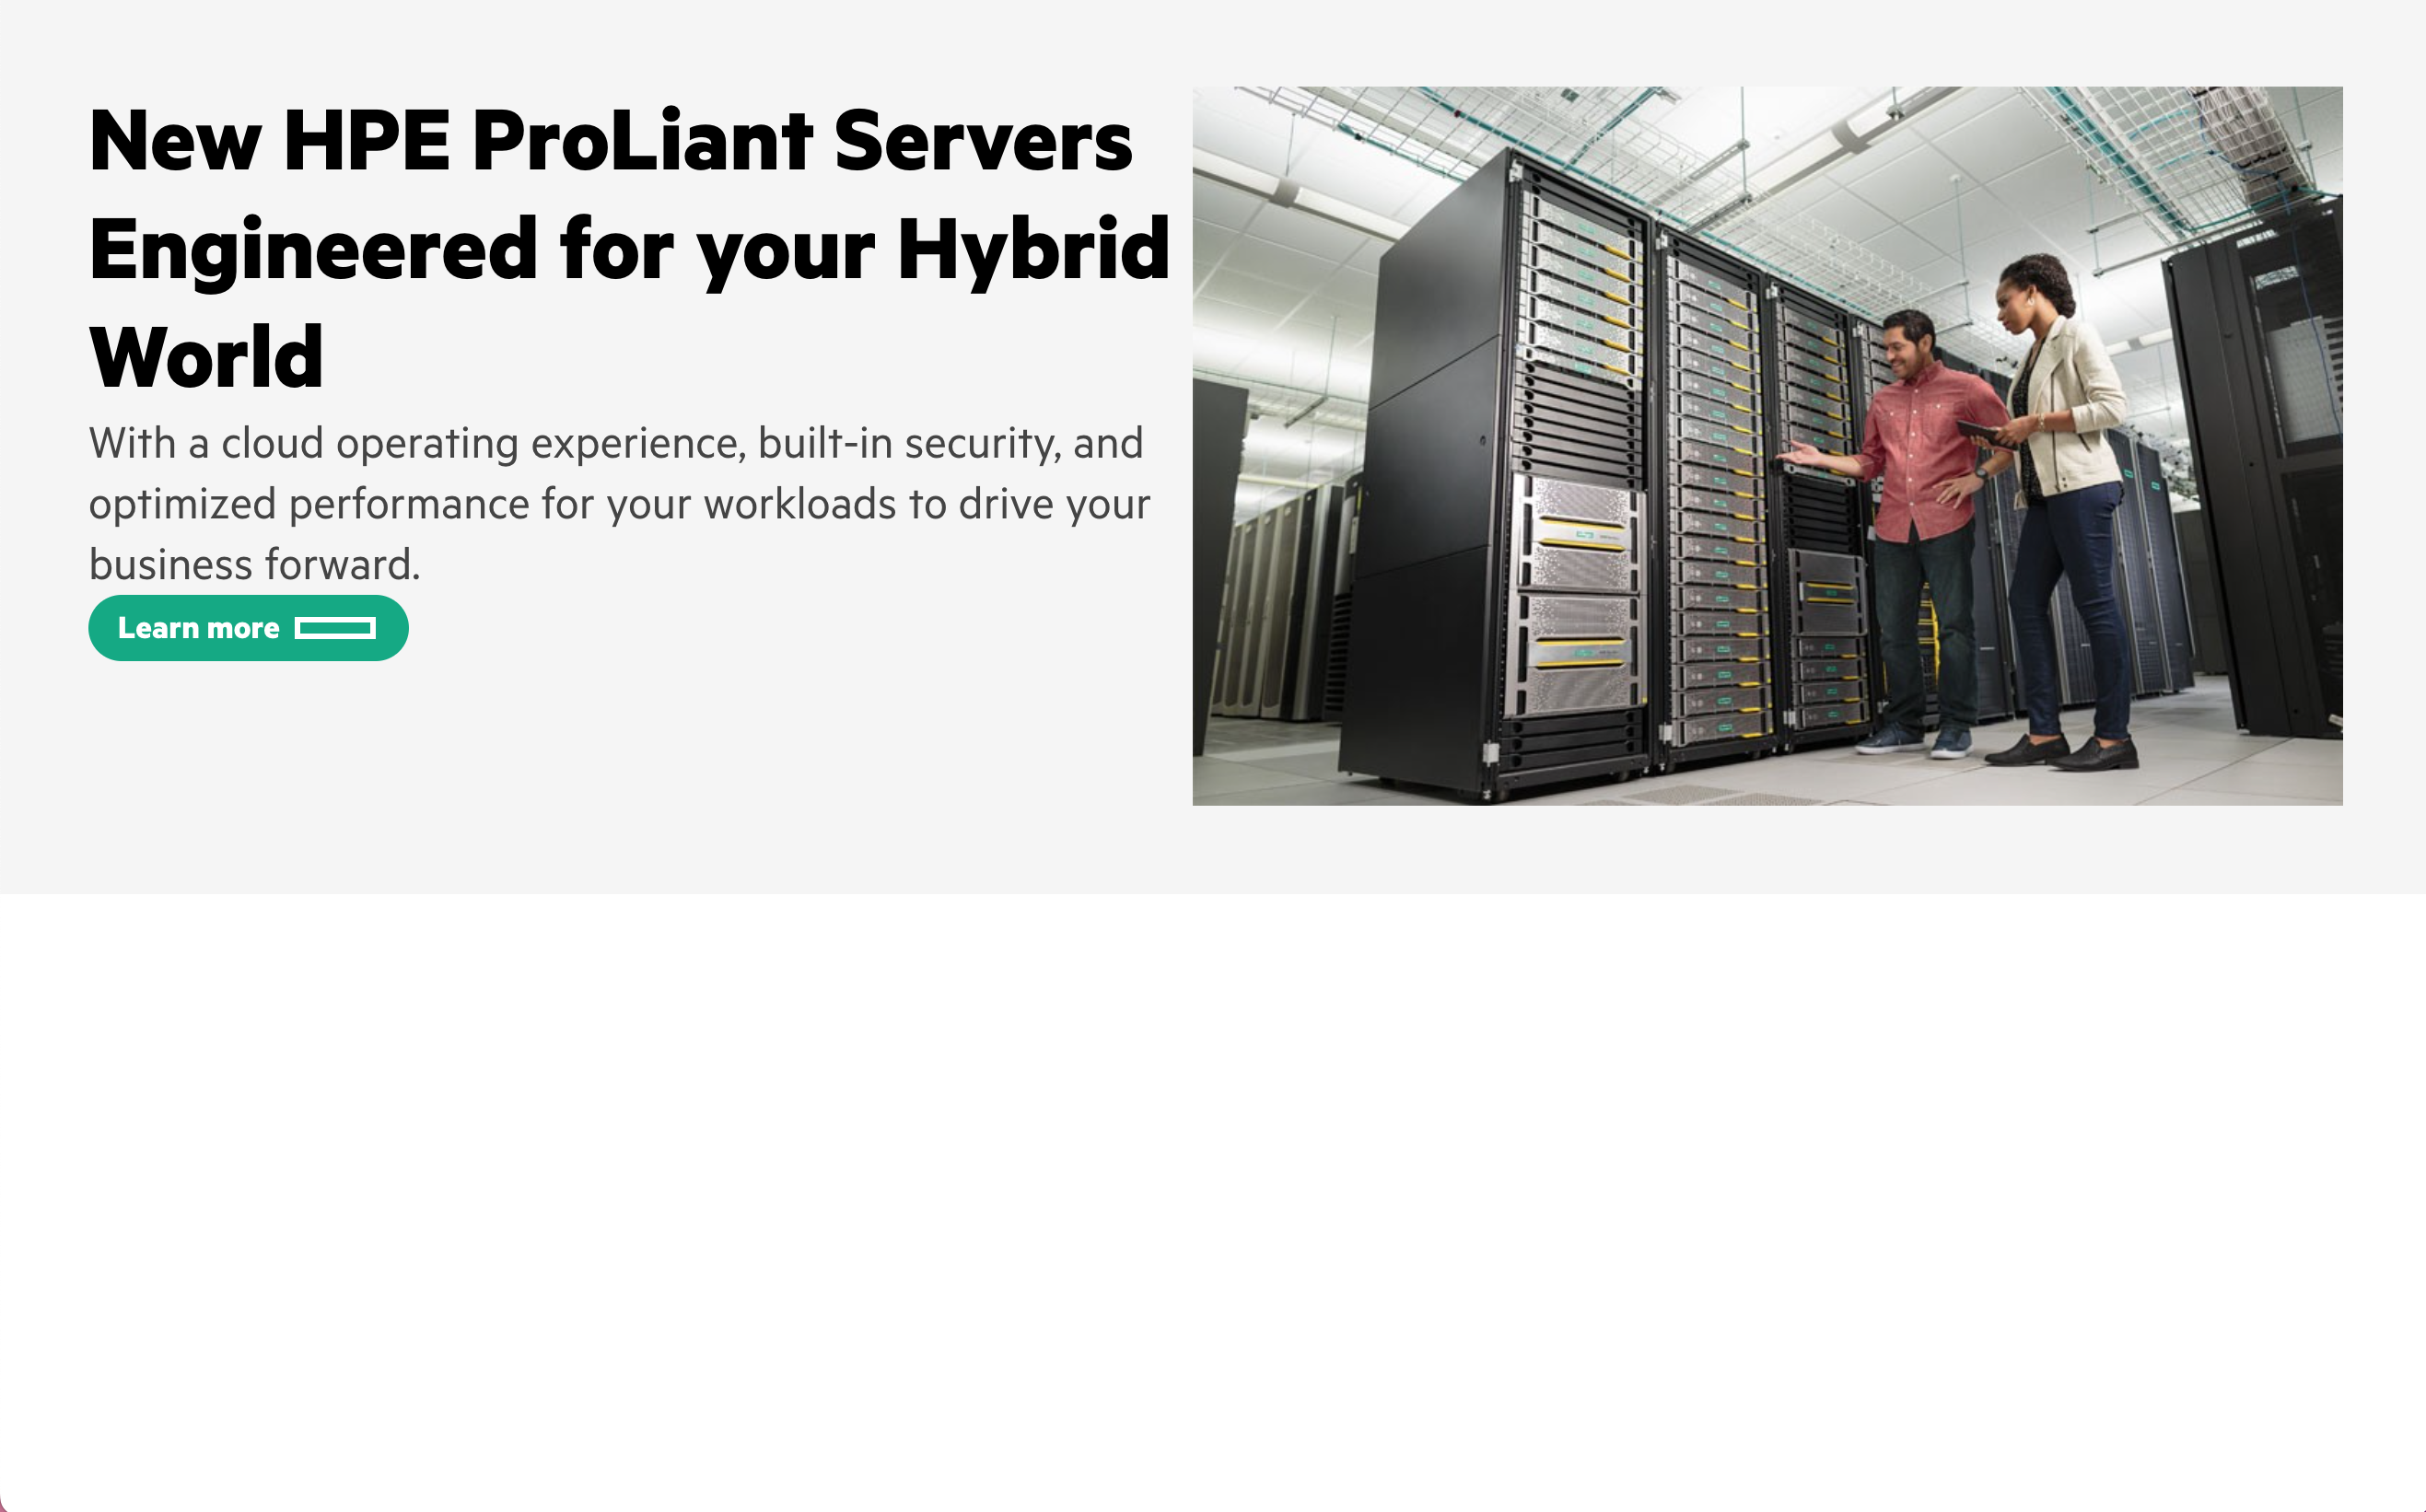 New HPE ProLiant Servers
Engineered for your Hybrid
World
With a cloud operating experience, built-in security, and
optimized performance for your workloads to drive your
business forward.
Learn more